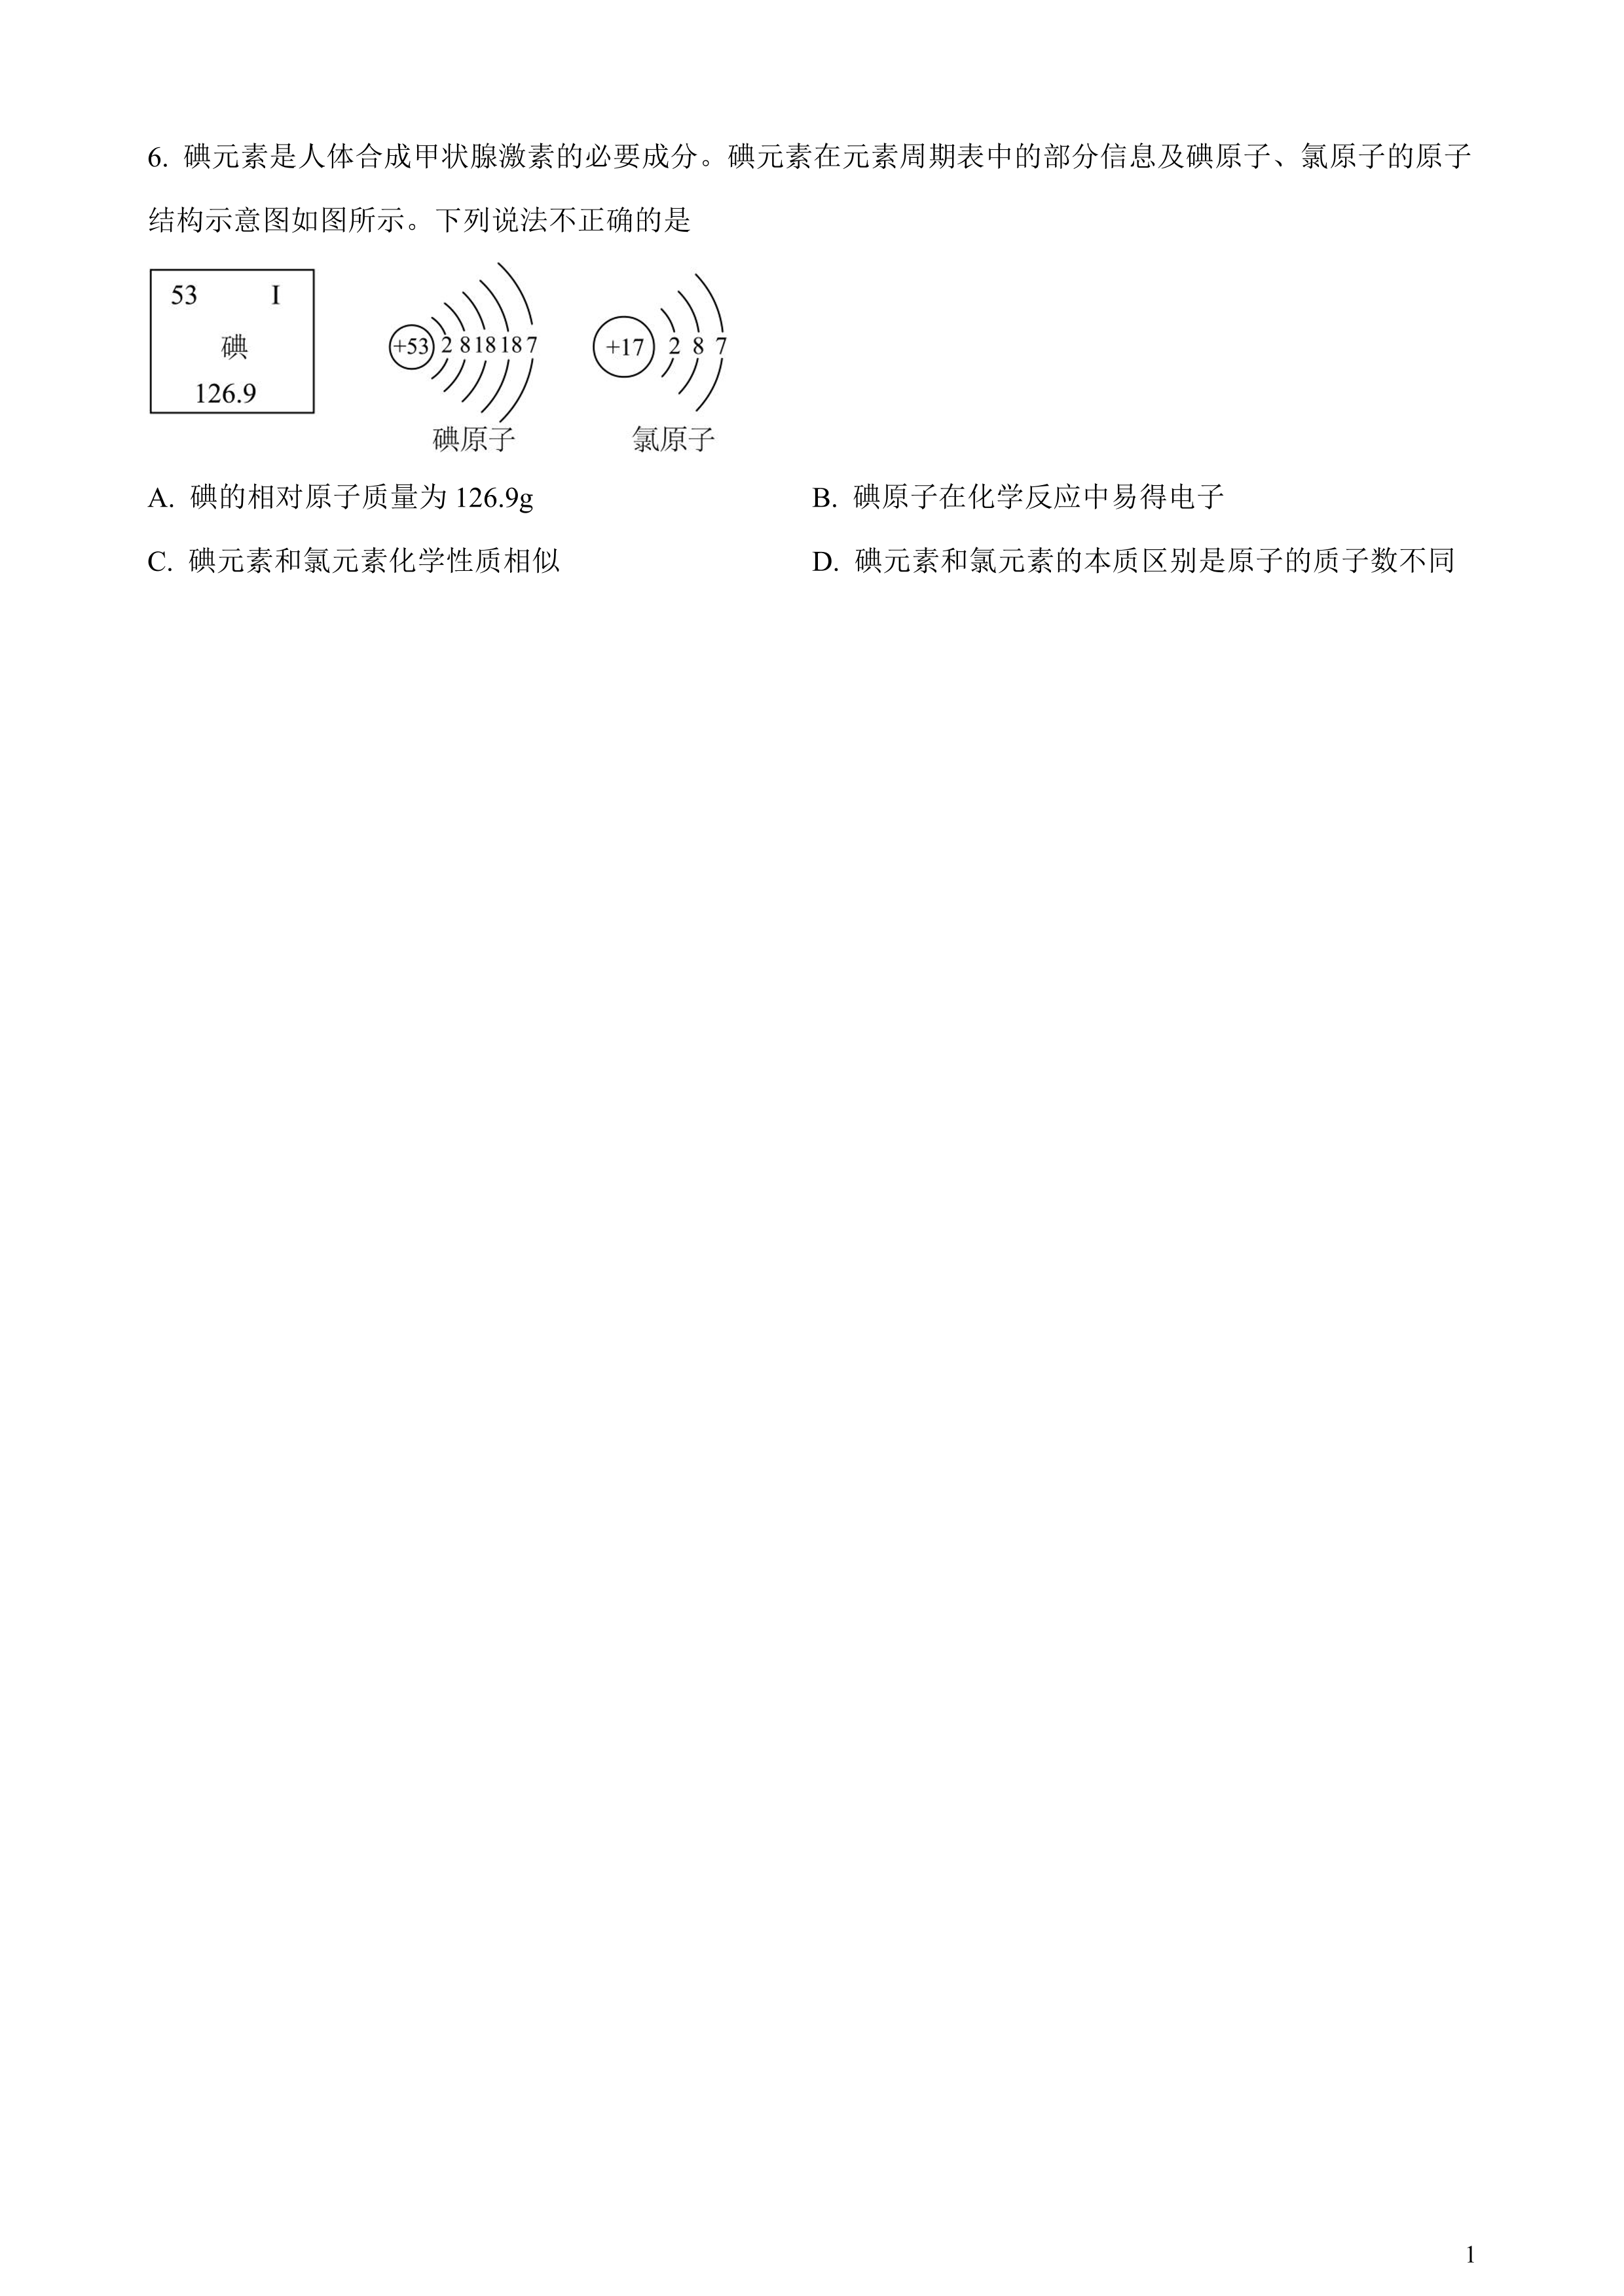 6. 碘元素是人体合成甲状腺激素的必要成分。碘元素在元素周期表中的部分信息及碘原子、氯原子的原子
结构示意图如图所示。下列说法不正确的是
53 I
碘
126.9
+53 2 8 18 18 7
碘原子
+17 2 8 7
氯原子
A. 碘的相对原子质量为 126.9g
B. 碘原子在化学反应中易得电子
C. 碘元素和氯元素化学性质相似
D. 碘元素和氯元素的本质区别是原子的质子数不同
1